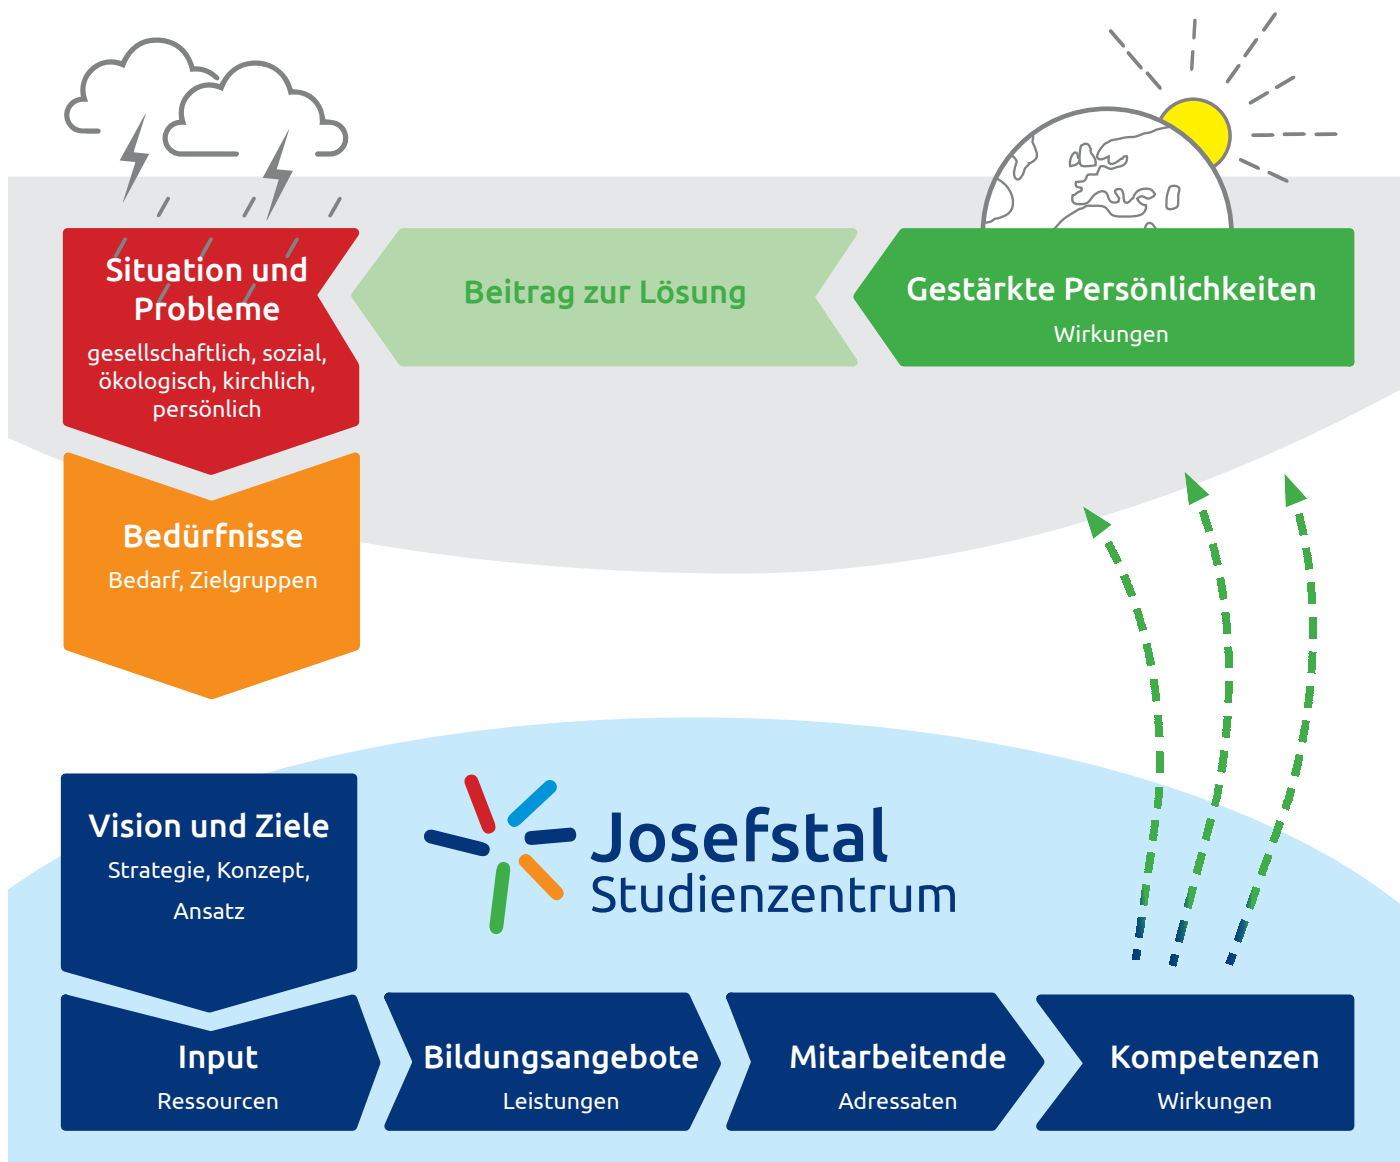 Situation und
Probleme
gesellschaftlich, sozial,
ökologisch, kirchlich,
persönlich
Beitrag zur Lösung
Gestärkte Persönlichkeiten
Wirkungen
Bedürfnisse
Bedarf, Zielgruppen
Vision und Ziele
Strategie, Konzept,
Ansatz
Josefstal
Studienzentrum
Input
Ressourcen
Bildungsangebote
Leistungen
Mitarbeitende
Adressaten
Kompetenzen
Wirkungen